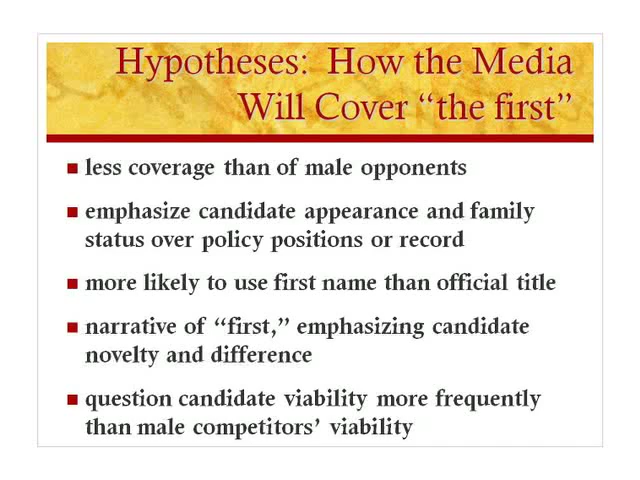 Hypotheses:  How the Media
Will Cover “the first”
less coverage than of male opponents
emphasize candidate appearance and family
status over policy positions or record
more likely to use first name than official title
narrative of “first,” emphasizing candidate
novelty and difference
question candidate viability more frequently
than male competitors’ viability